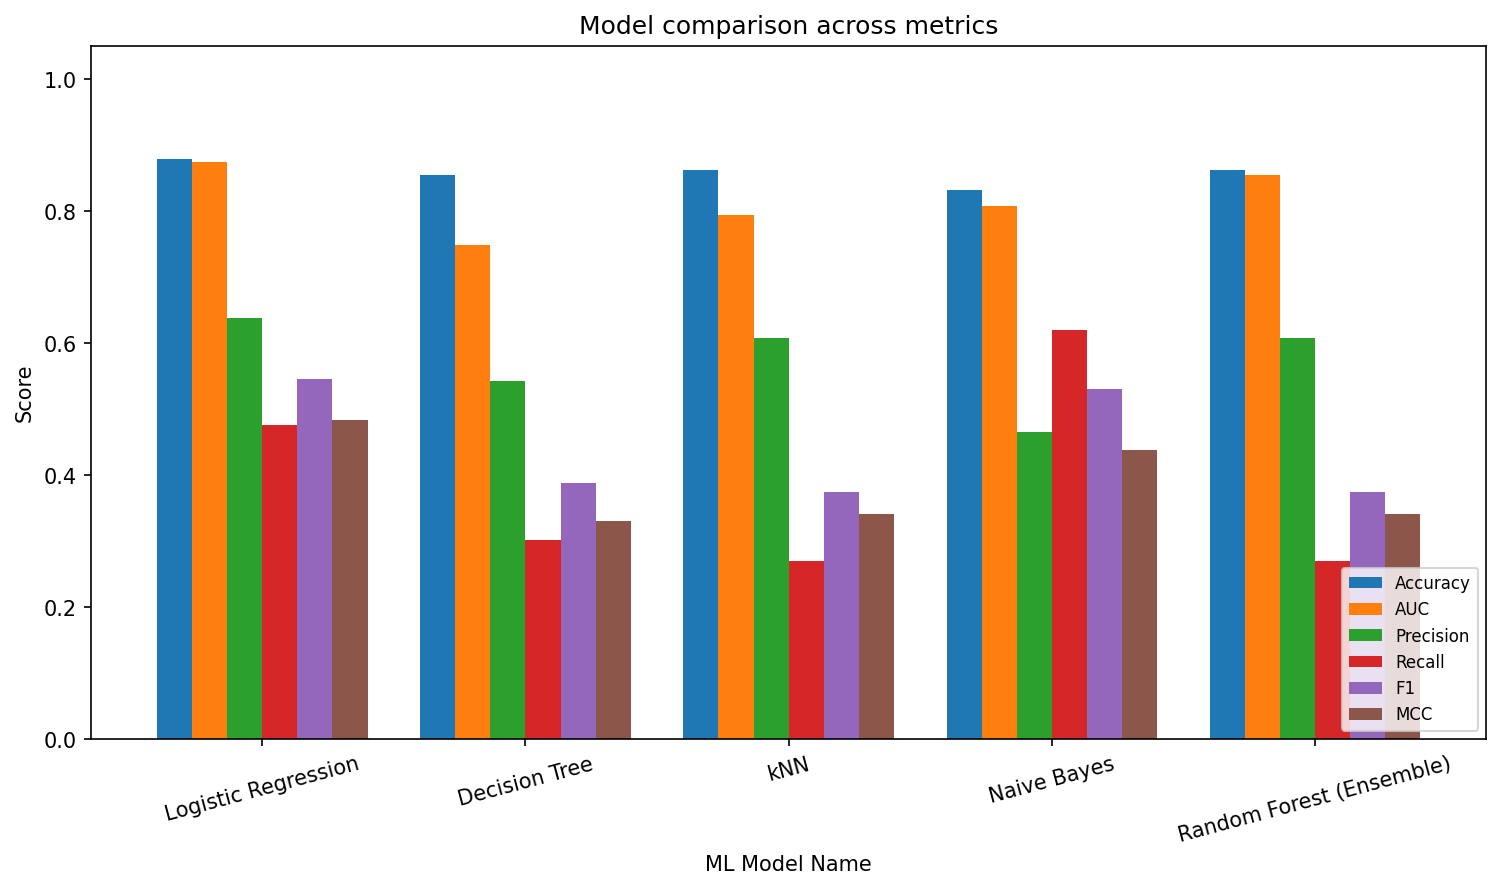 Model comparison across metrics
1.0
0.8
0.6
0.4
0.2
0.0
Score
Accuracy
AUC
Precision
Recall
F1
MCC
Logistic Regression
Decision Tree
kNN
Naive Bayes
Random Forest (Ensemble)
ML Model Name